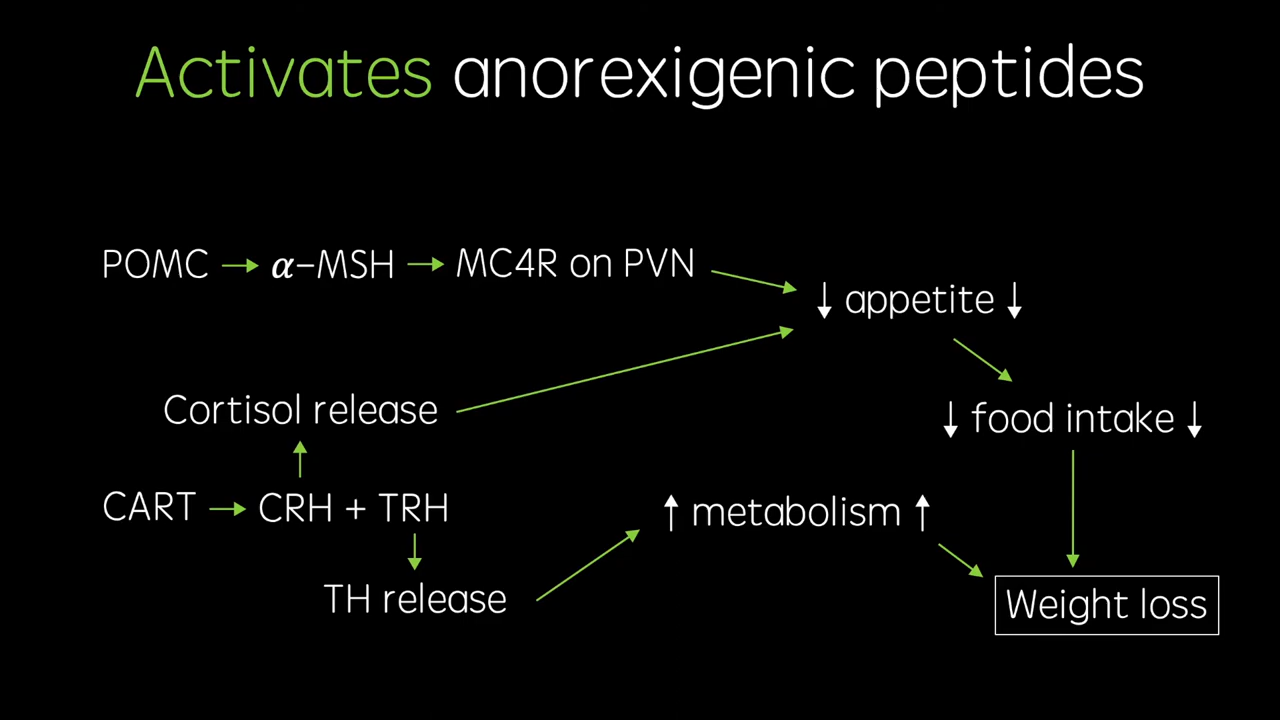 Activates anorexigenic peptides
POMC → α-MSH → MC4R on PVN
↓ appetite ↓
Cortisol release
↓ food intake ↓
CART → CRH + TRH
↑ metabolism ↑
TH release
Weight loss